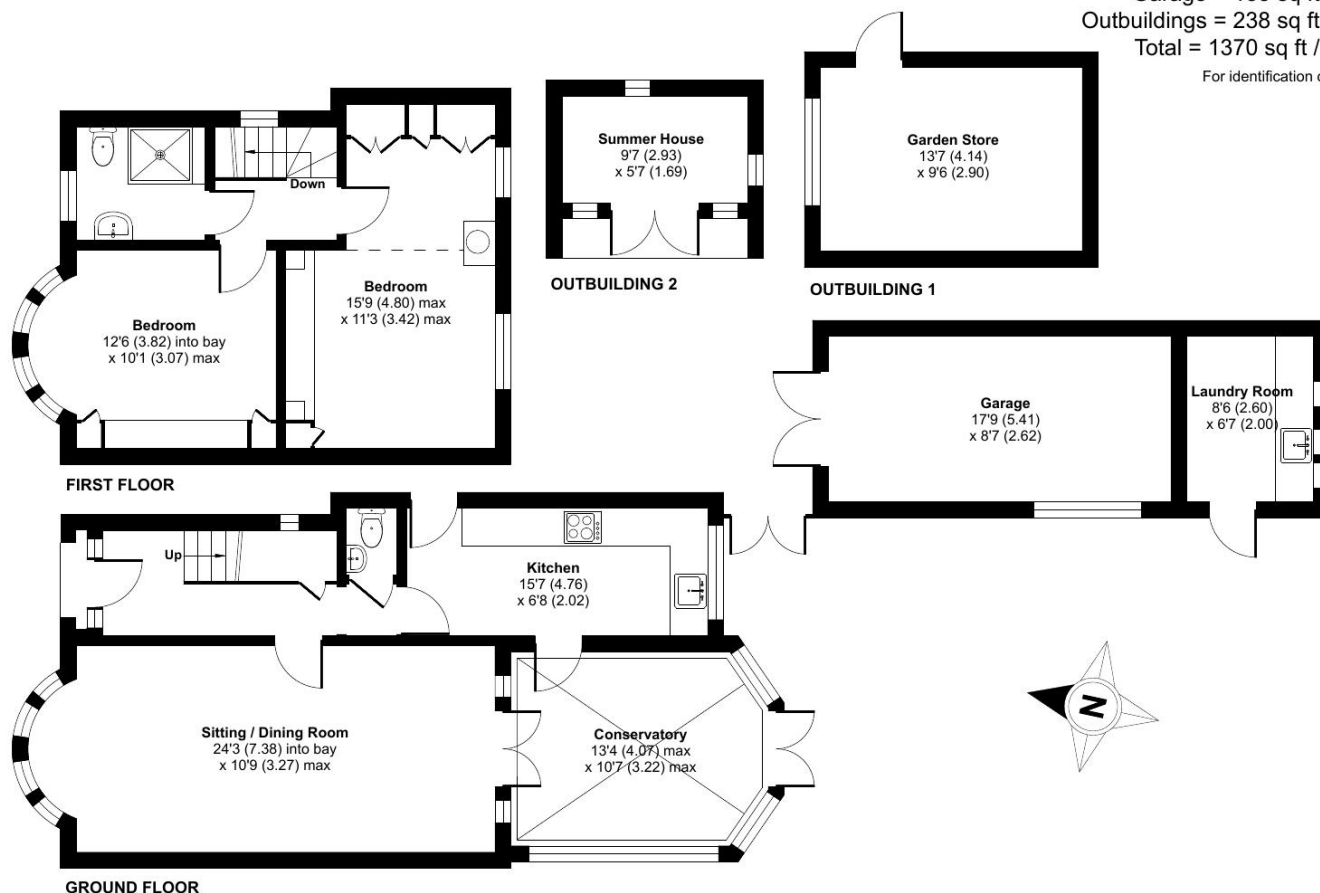 Outbuildings = 238 sq ft
Total = 1370 sq ft /
For identification
Summer House
9'7 (2.93)
x 5'7 (1.69)
OUTBUILDING 2
Garden Store
13'7 (4.14)
x 9'6 (2.90)
OUTBUILDING 1
Down
Bedroom
15'9 (4.80) max
x 11'3 (3.42) max
Bedroom
12'6 (3.82) into bay
x 10'1 (3.07) max
FIRST FLOOR
Garage
17'9 (5.41)
x 8'7 (2.62)
Laundry Room
8'6 (2.60)
x 6'7 (2.00)
Up
Kitchen
15'7 (4.76)
x 6'8 (2.02)
Sitting / Dining Room
24'3 (7.38) into bay
x 10'9 (3.27) max
Conservatory
13'4 (4.07) max
x 10'7 (3.22) max
N
GROUND FLOOR